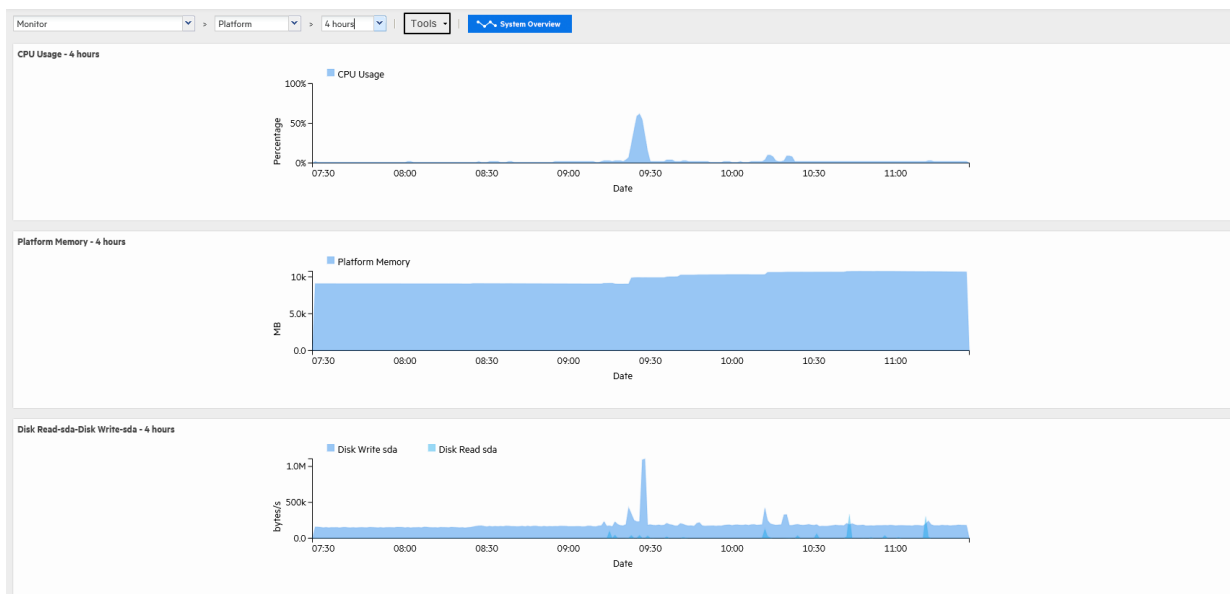 Monitor > Platform > 4 hours Tools System Overview
CPU Usage - 4 hours
CPU Usage
100%
50%
0%
Percentage
07:30 08:00 08:30 09:00 09:30 10:00 10:30 11:00
Date
Platform Memory - 4 hours
Platform Memory
10k
5.0k
0.0
MB
07:30 08:00 08:30 09:00 09:30 10:00 10:30 11:00
Date
Disk Read-sda-Disk Write-sda - 4 hours
Disk Write sda Disk Read sda
1.0M
500k
0.0
bytes/s
07:30 08:00 08:30 09:00 09:30 10:00 10:30 11:00
Date